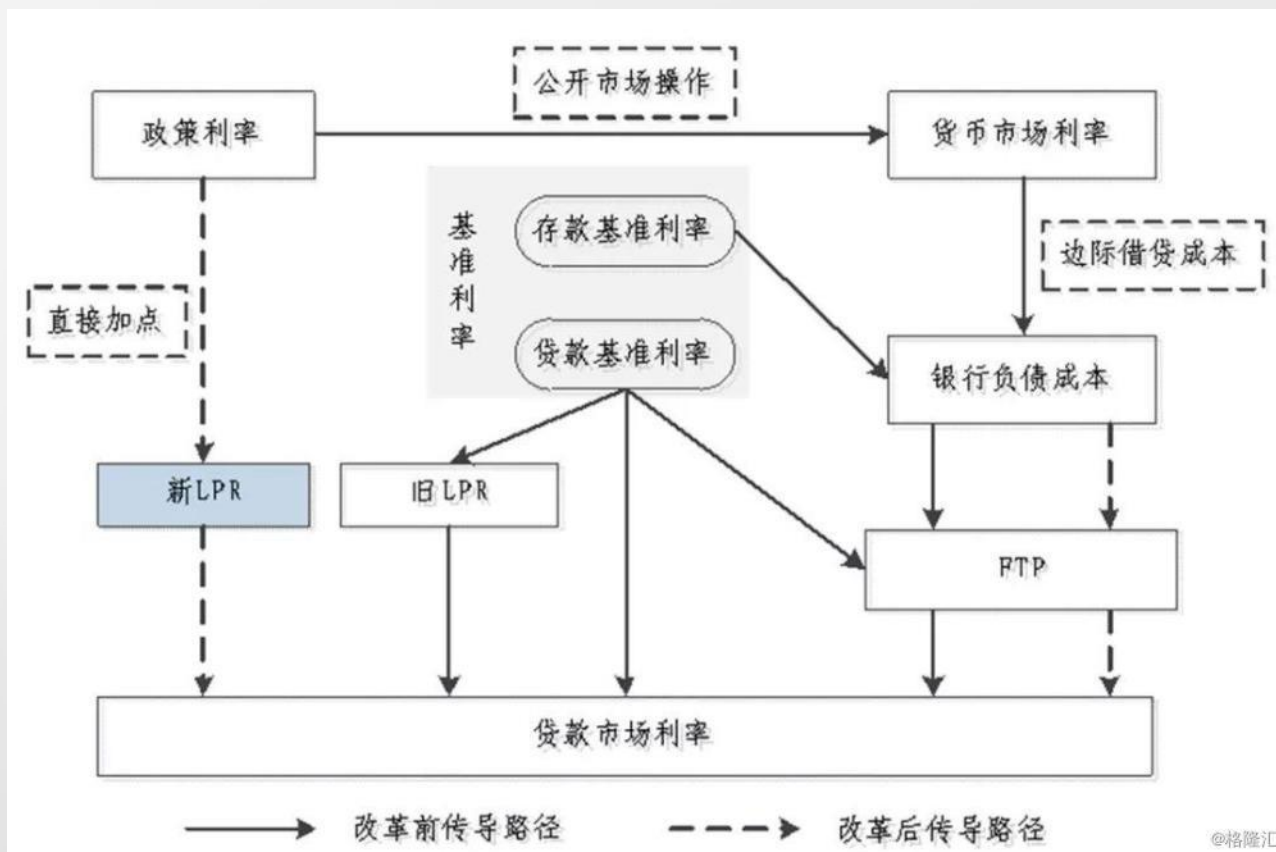 公开市场操作
政策利率
货币市场利率
基准利率
存款基准利率
边际借贷成本
直接加点
贷款基准利率
银行负债成本
新LPR
旧LPR
FTP
贷款市场利率
改革前传导路径
改革后传导路径
@格隆汇